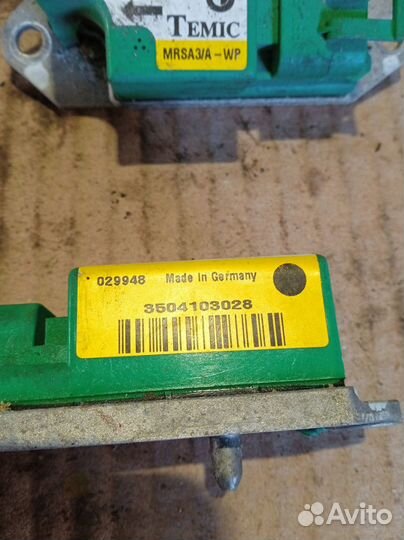 ←
TEMIC
MRSA3/A-WP
029948 Made in Germany
3504103028
Avito